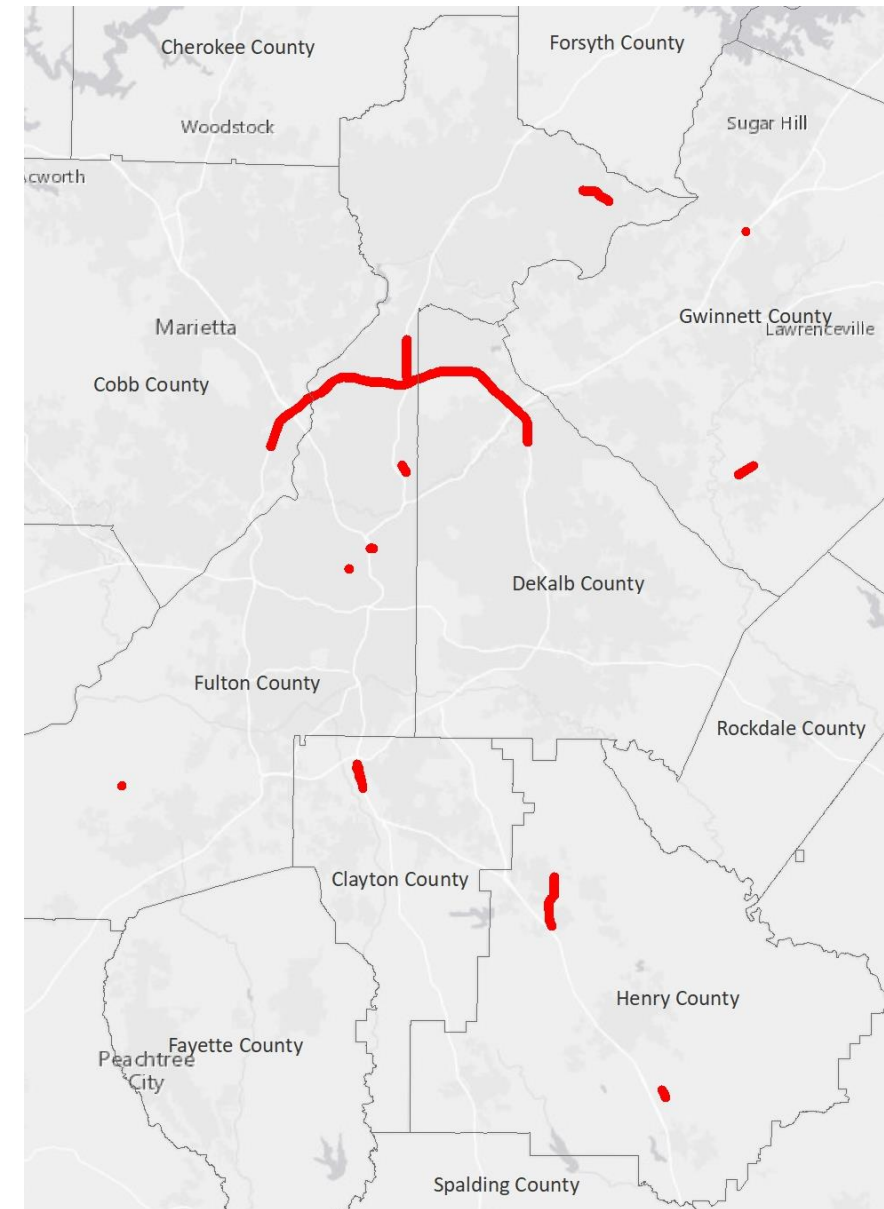 Cherokee County
Forsyth County
Woodstock
Sugar Hill
cworth
Marietta
Gwinnett County
Lawrenceville
Cobb County
DeKalb County
Fulton County
Rockdale County
Clayton County
Henry County
Fayette County
Peachtree
City
Spalding County